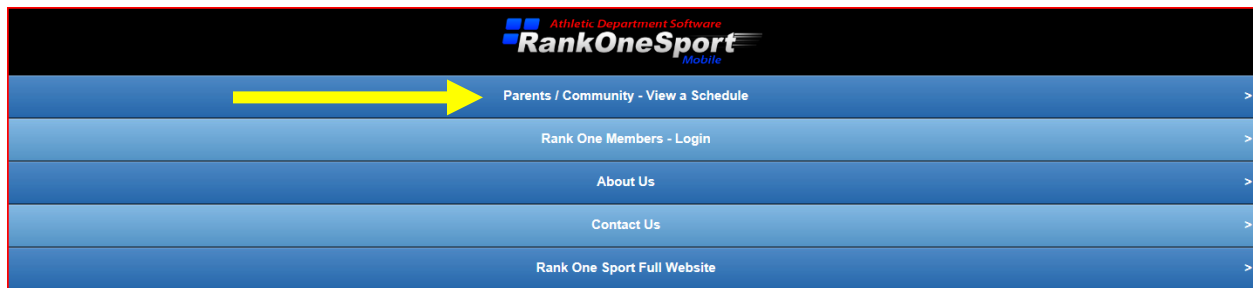 Athletic Department Software
RankOneSport
Mobile
Parents / Community - View a Schedule >
Rank One Members - Login >
About Us >
Contact Us >
Rank One Sport Full Website >